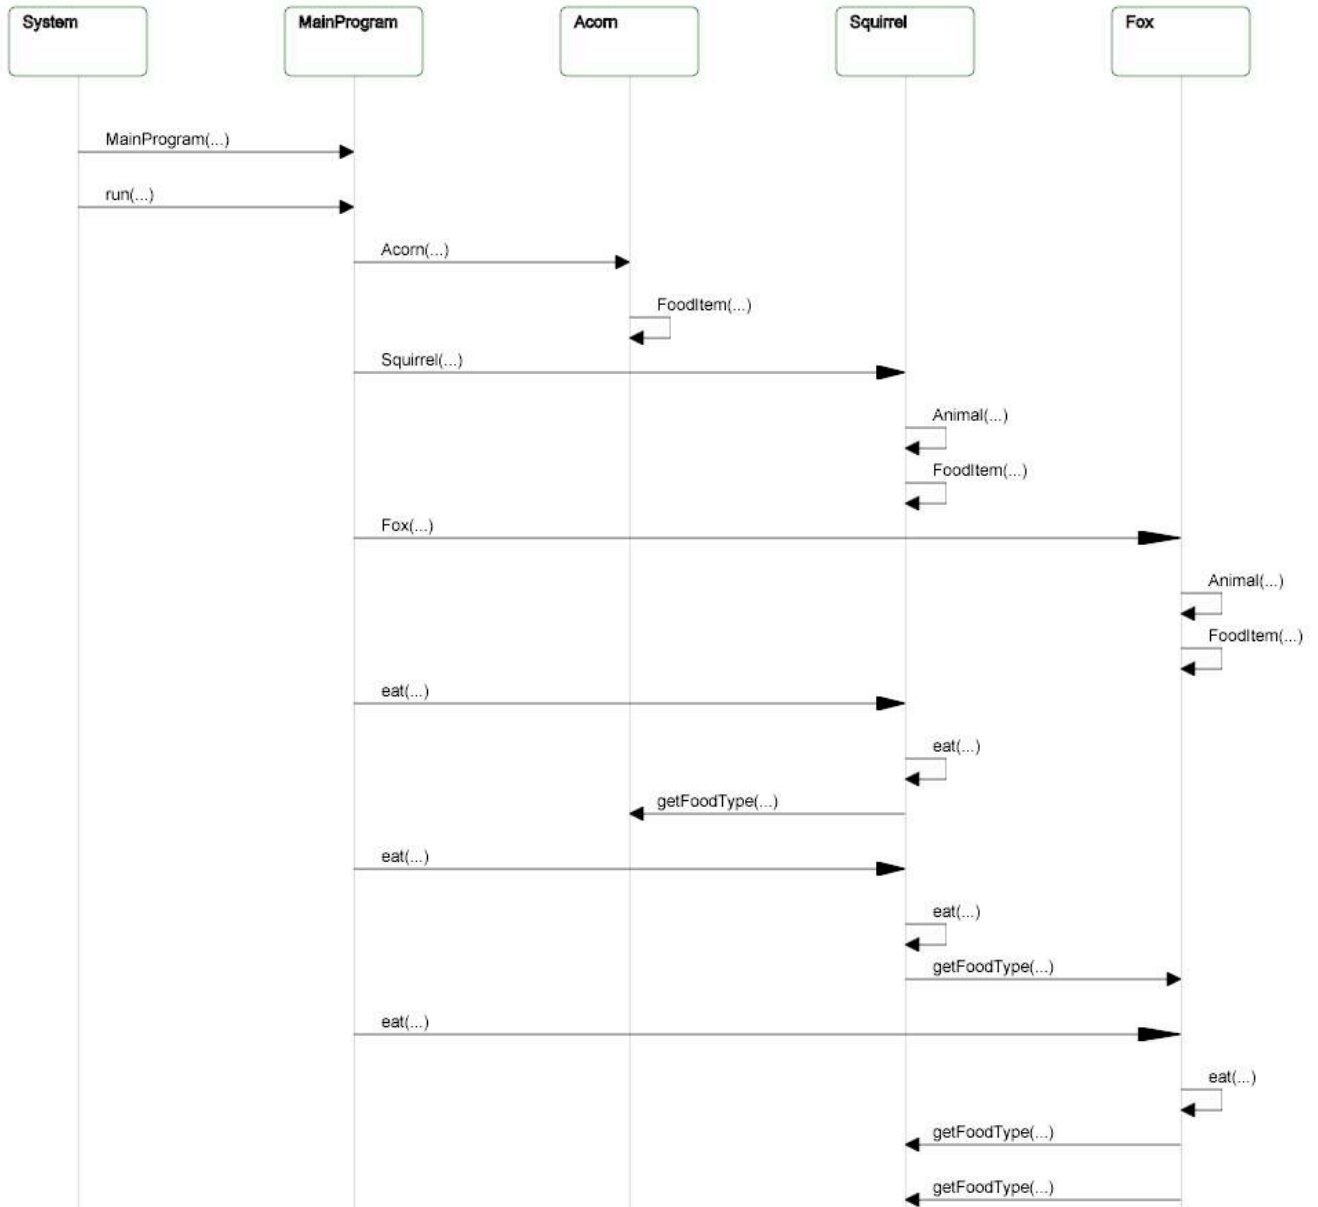 System
MainProgram
Acorn
Squirrel
Fox
MainProgram(...)
run(...)
Acorn(...)
FoodItem(...)
Squirrel(...)
Animal(...)
FoodItem(...)
Fox(...)
Animal(...)
FoodItem(...)
eat(...)
eat(...)
getFoodType(...)
eat(...)
eat(...)
getFoodType(...)
eat(...)
eat(...)
getFoodType(...)
getFoodType(...)